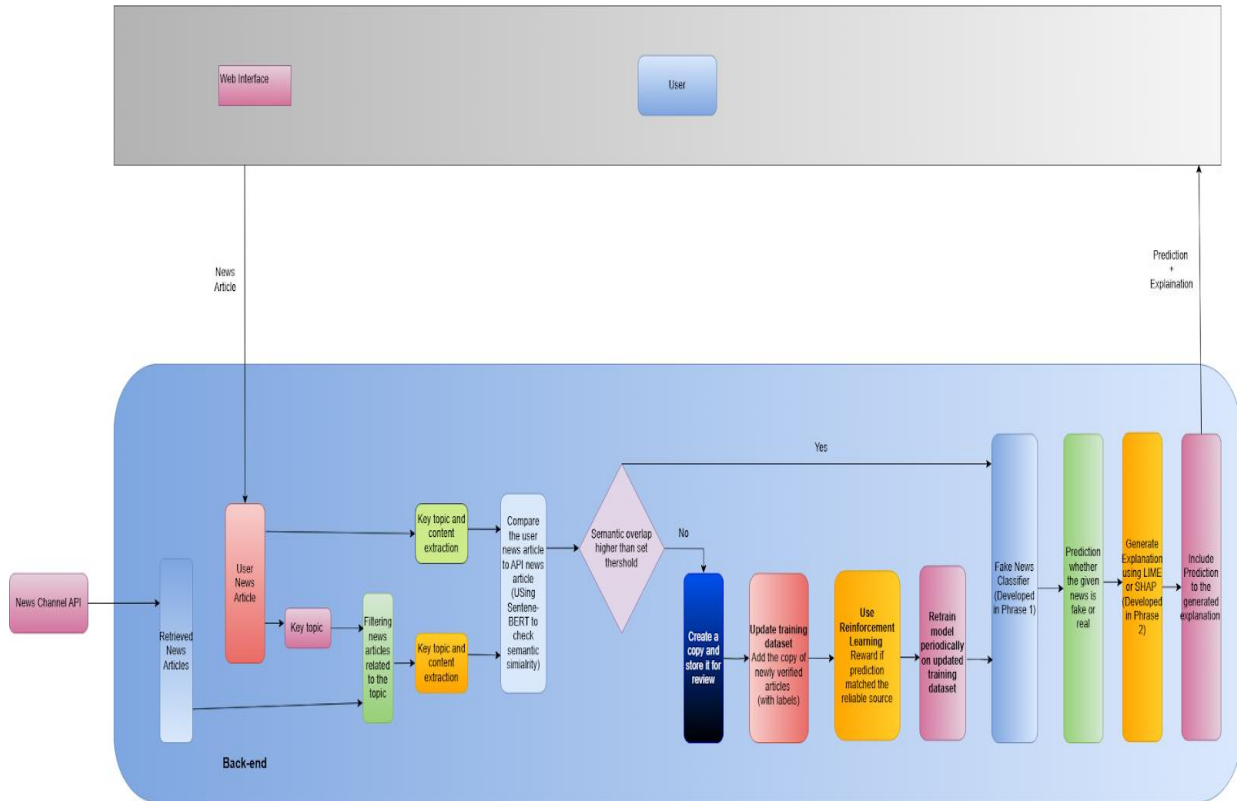 Web Interface
User
News
Article
Prediction
+
Explaination
News Channel API
Retrieved
News
Articles
User
News
Article
Key topic
Filtering
news
articles
related
to the
topic
Key topic and
content
extraction
Key topic and
content
extraction
Compare
the user
news article
to API news
article
(USing
Sentene-
BERT to
check
semantic
simialrity)
Semantic overlap
higher than set
thershold
Yes
No
Create a
copy and
store it for
review
Update training
dataset
Add the copy of
newly verified
articles
(with labels)
Use
Reinforcement
Learning
Reward if
prediction
matched the
reliable source
Retrain
model
periodically
on updated
training
dataset
Fake News
Classifier
(Developed
in Phrase 1)
Prediction
whether
the given
news is
fake or
real
Generate
Explanation
using LIME
or SHAP
(Developed
in Phrase
2)
Include
Prediction
to the
generated
explanation
Back-end